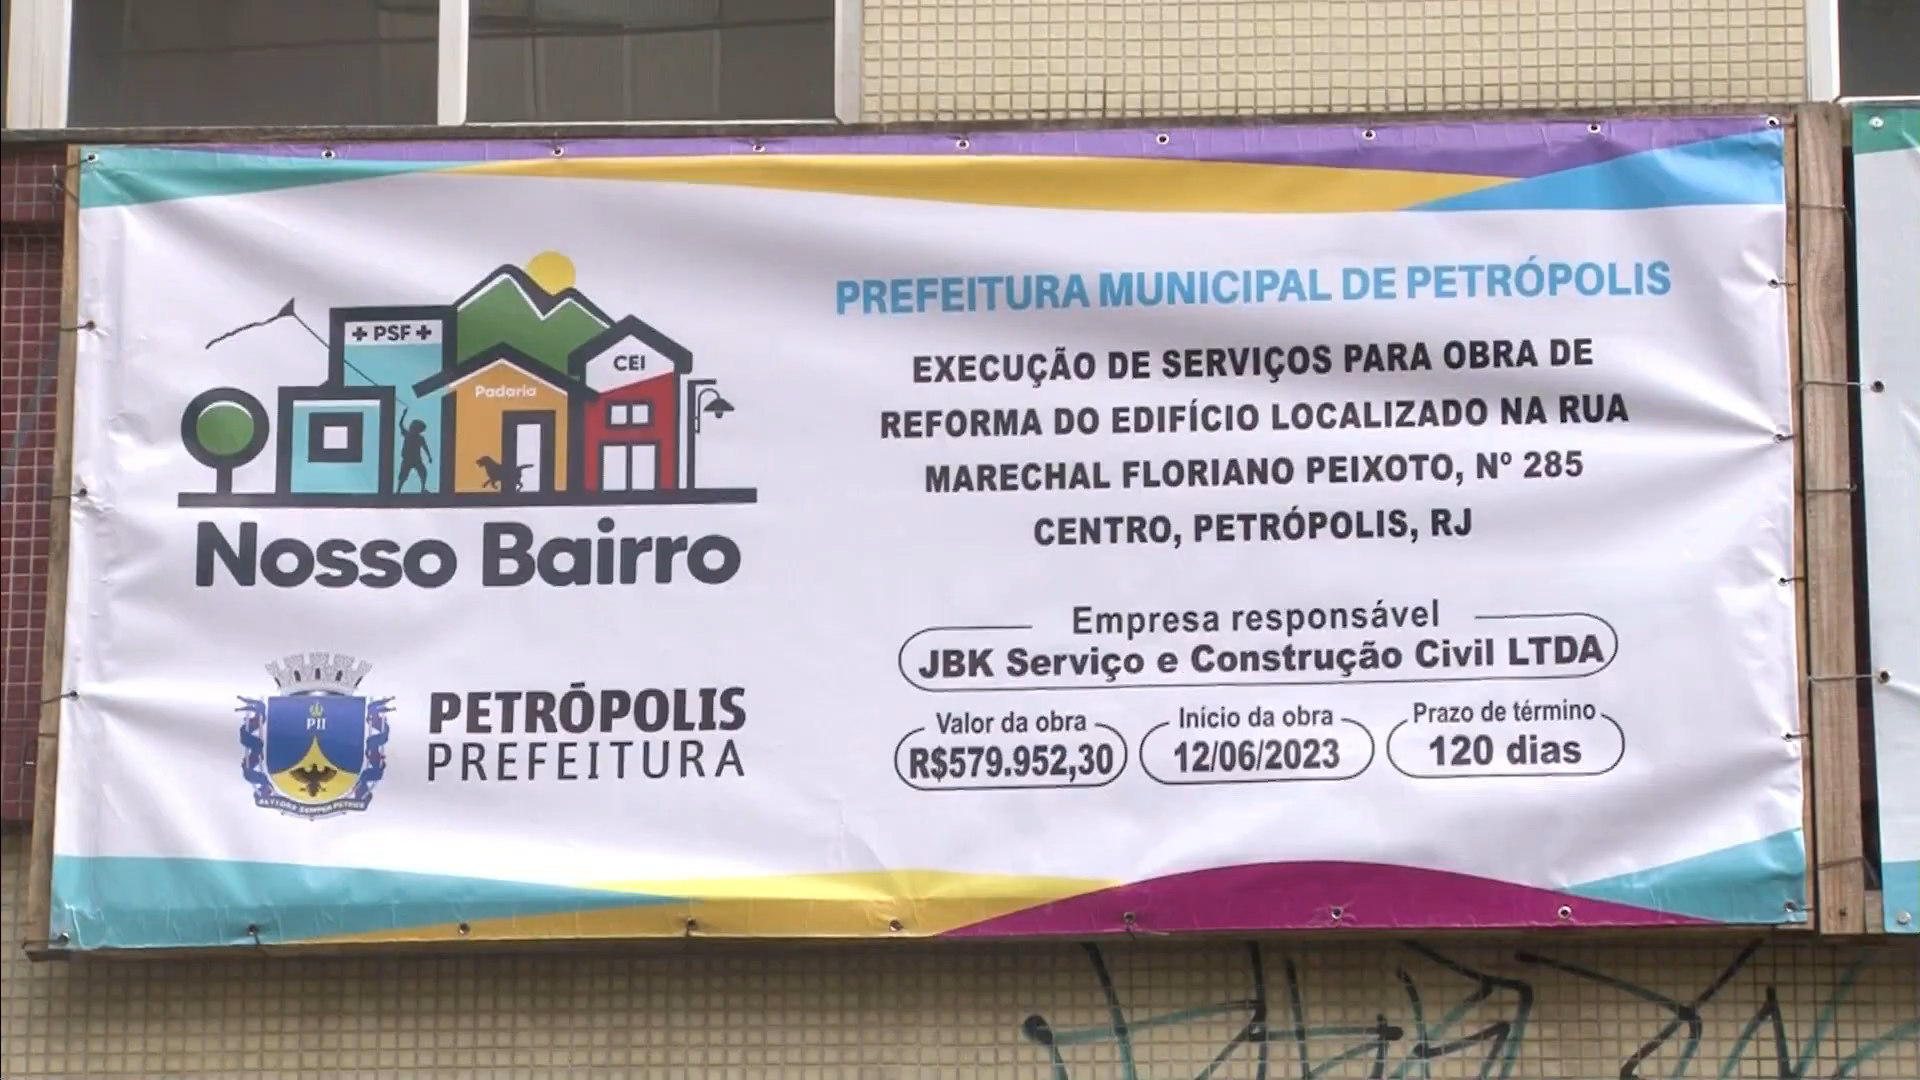 + PSF +
Padaria
CEI
Nosso Bairro
PII
PETRÓPOLIS
PREFEITURA
PREFEITURA MUNICIPAL DE PETRÓPOLIS
EXECUÇÃO DE SERVIÇOS PARA OBRA DE
REFORMA DO EDIFÍCIO LOCALIZADO NA RUA
MARECHAL FLORIANO PEIXOTO, Nº 285
CENTRO, PETRÓPOLIS, RJ
Empresa responsável
JBK Serviço e Construção Civil LTDA
Valor da obra
R$579.952,30
Início da obra
12/06/2023
Prazo de término
120 dias